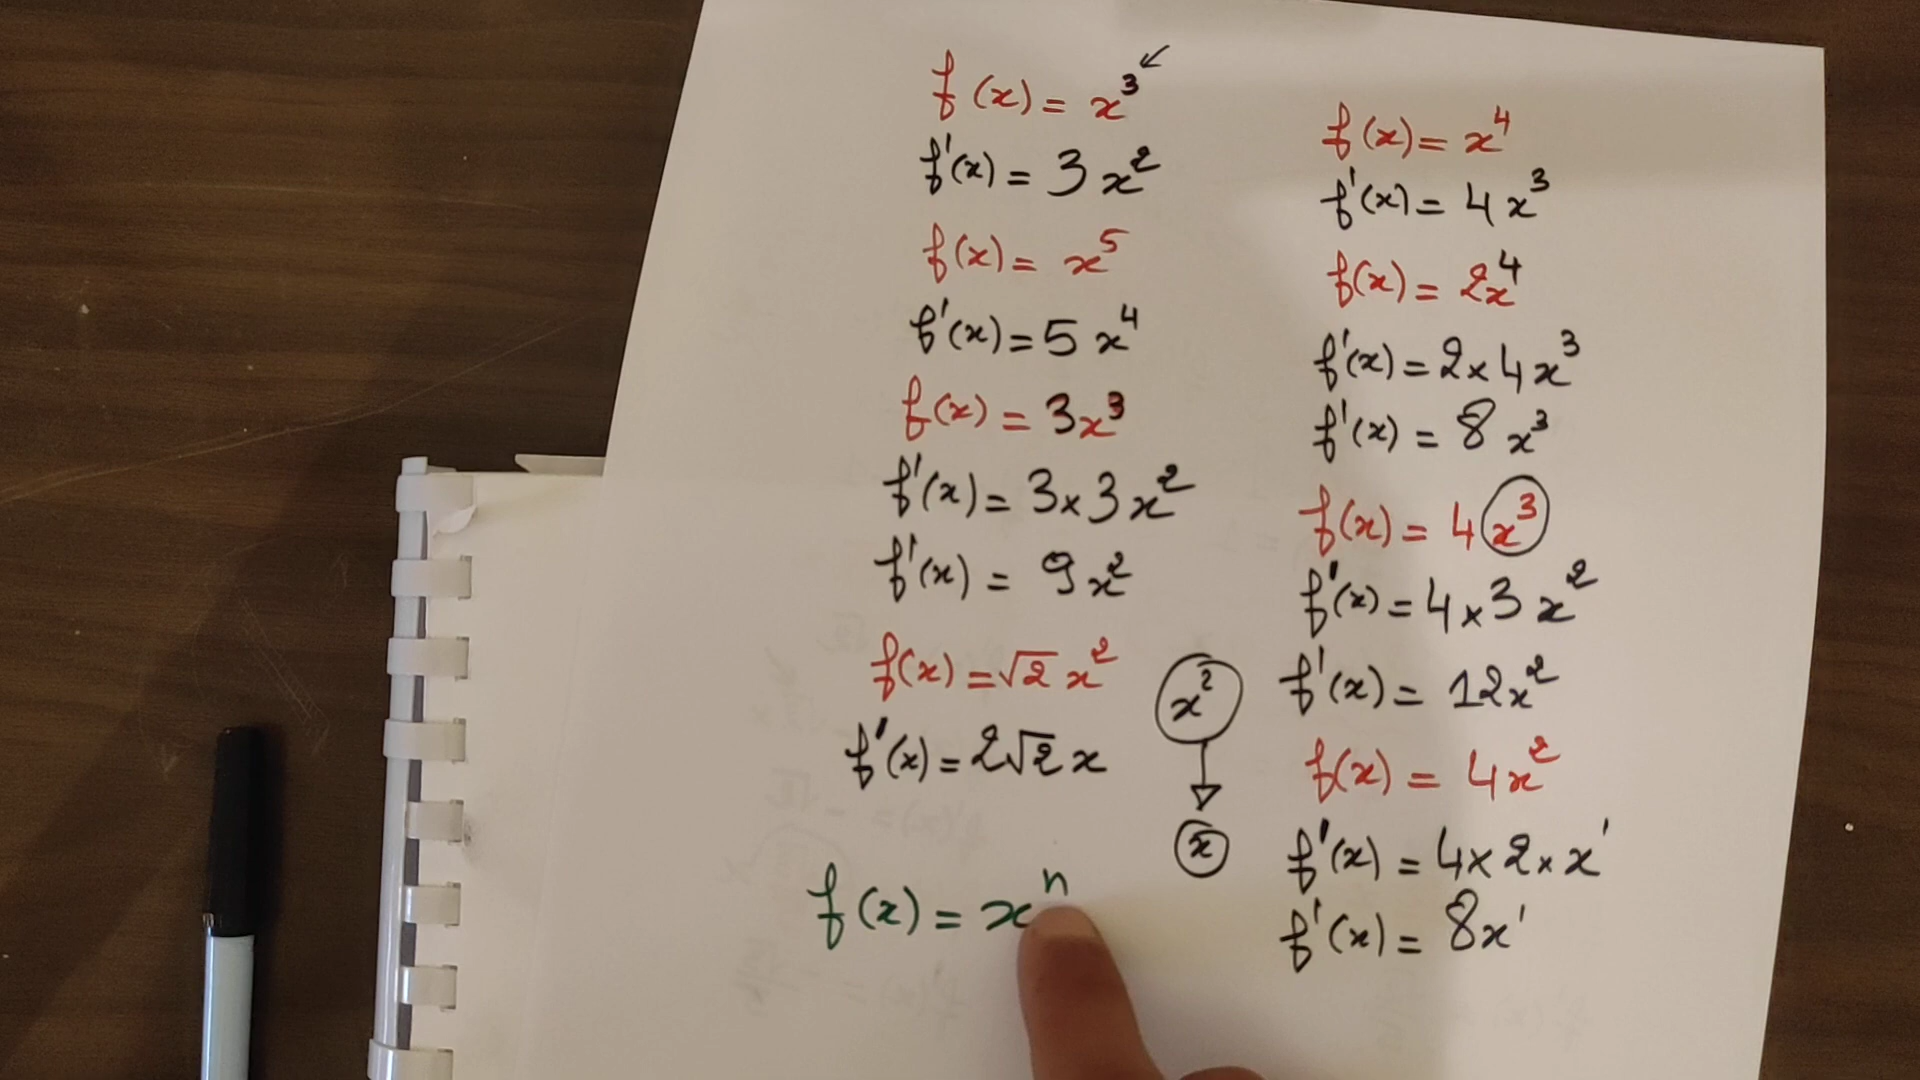 f(x) = x³ ↙
f'(x) = 3x²
f(x) = x⁵
f'(x) = 5x⁴
f(x) = 3x³
f'(x) = 3×3x²
f'(x) = 9x²
f(x) = √2 x²
f'(x) = 2√2 x
f(x) = xⁿ
x²
x
f(x) = x⁴
f'(x) = 4x³
f(x) = 2x⁴
f'(x) = 2×4x³
f'(x) = 8x³
f(x) = 4x³
f'(x) = 4×3x²
f'(x) = 12x²
f(x) = 4x²
f'(x) = 4×2×x¹
f'(x) = 8x¹